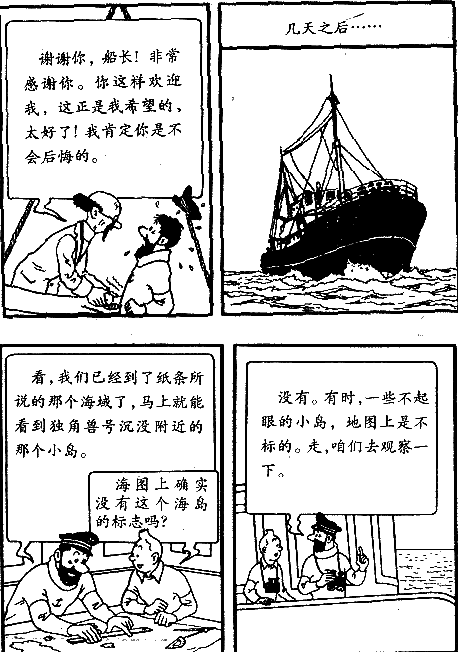 谢谢你，船长！非常
感谢你。你这样欢迎
我，这正是我希望的，
太好了！我肯定你是不
会后悔的。
几天之后……
看，我们已经到了纸条所
说的那个海域了，马上就能
看到独角兽号沉没附近的
那个小岛。
海图上确实
没有这个海岛
的标志吗？
没有。有时，一些不起
眼的小岛，地图上是不
标的。走，咱们去观察一
下。